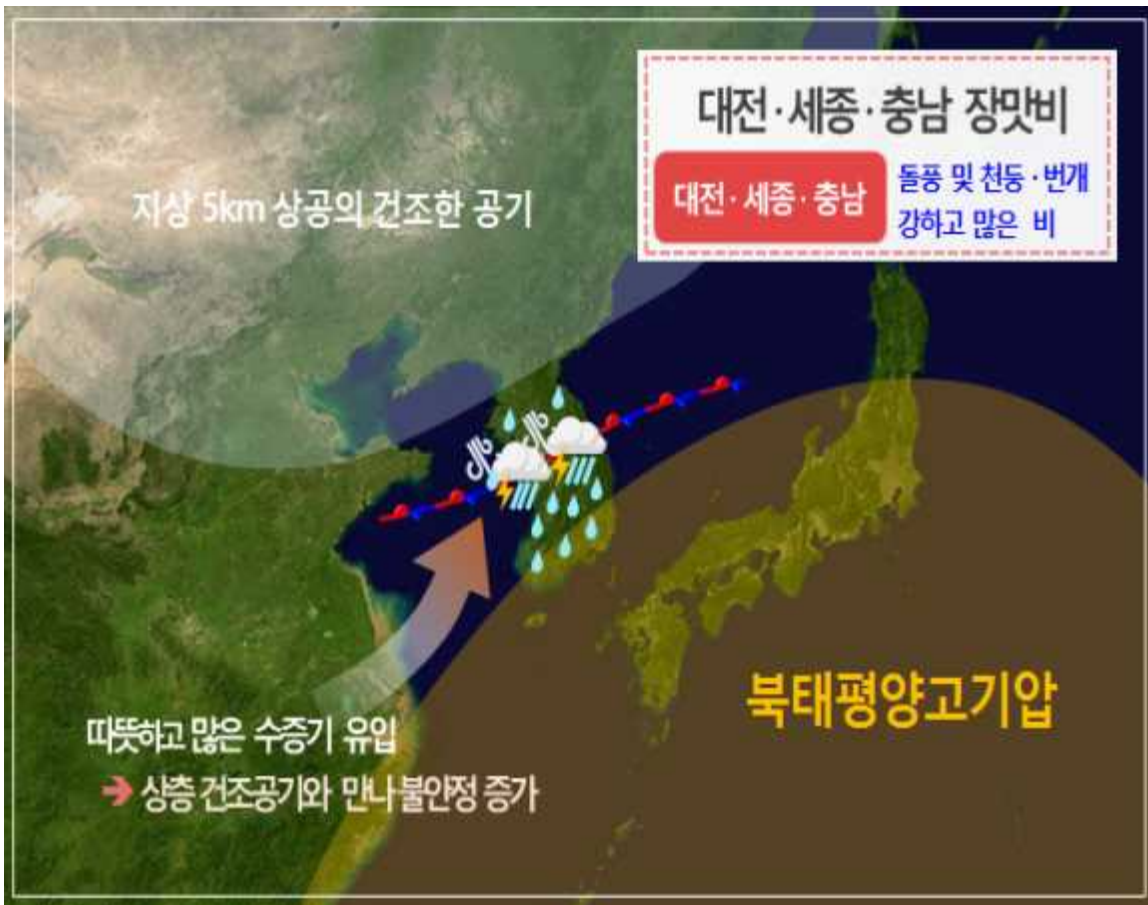 대전·세종·충남 장맛비
대전·세종·충남
돌풍 및 천둥·번개
강하고 많은 비
지상 5km 상공의 건조한 공기
북태평양고기압
따뜻하고 많은 수증기 유입
➔ 상층 건조공기와 만나 불안정 증가